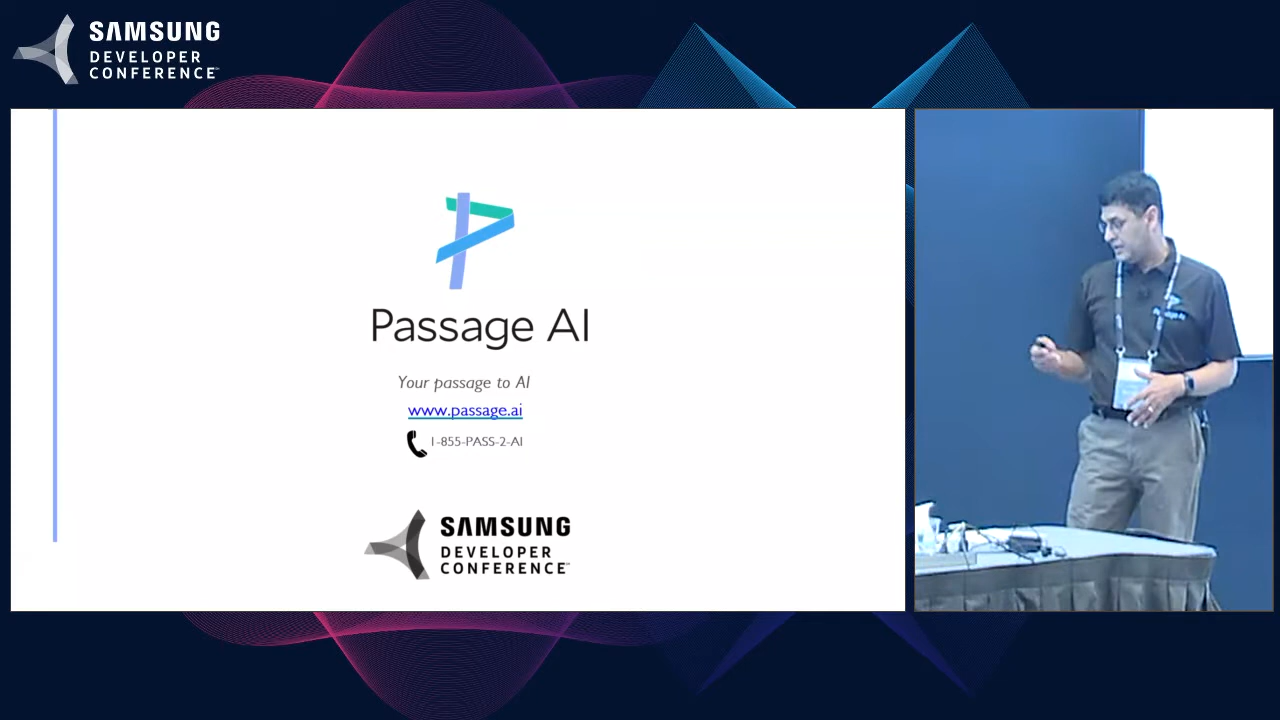 SAMSUNG
DEVELOPER
CONFERENCE
Passage AI
Your passage to AI
www.passage.ai
1-855-PASS-2-AI
SAMSUNG
DEVELOPER
CONFERENCE